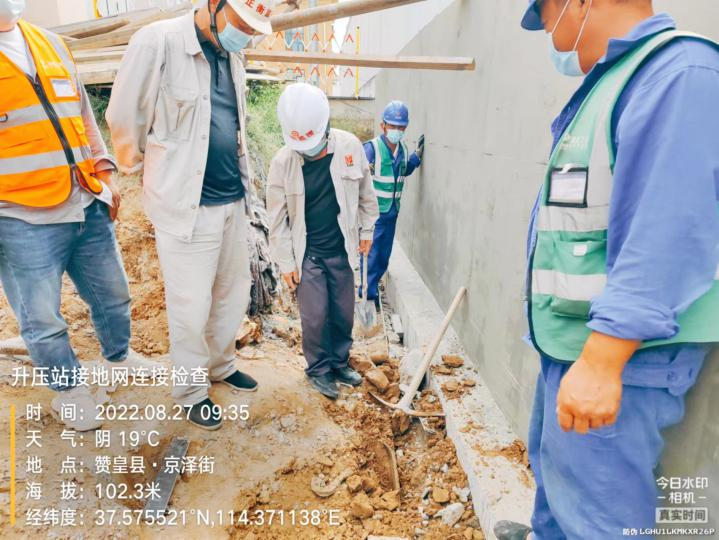 正衡
升压站接地网连接检查
时 间：2022.08.27 09:35
天 气：阴 19℃
地 点：赞皇县·京泽街
海 拔：102.3米
经纬度：37.575521°N,114.371138°E
今日水印
相机
真实时间
防伪 LGHU1LKMKXR26P